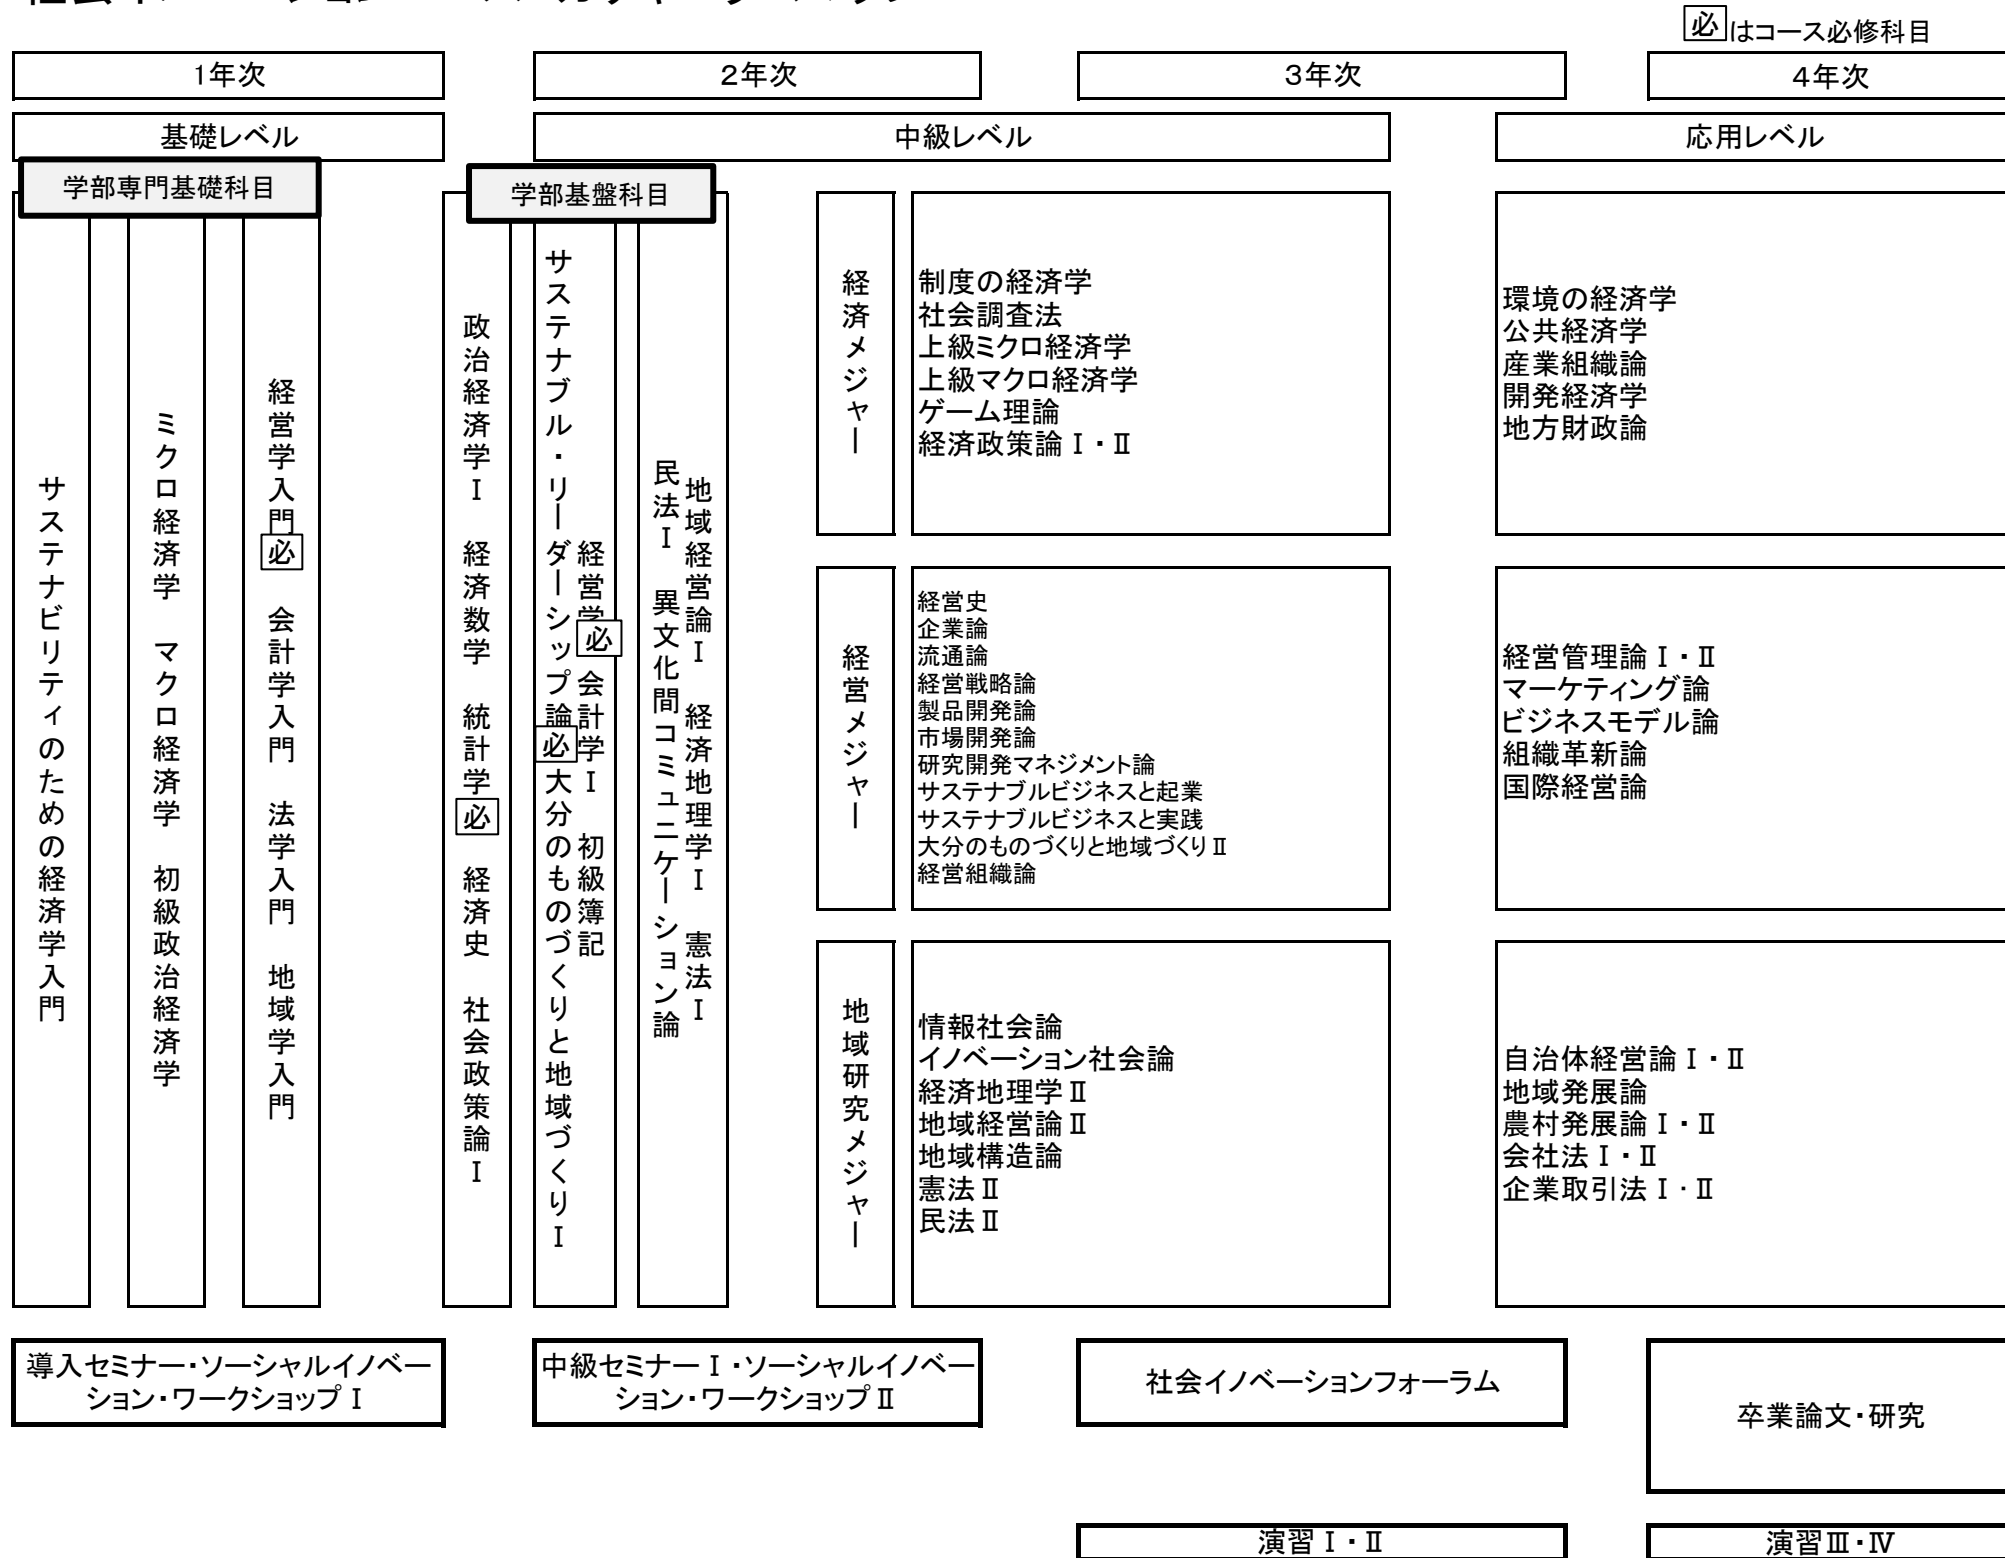 必はコース必修科目
1年次
2年次
3年次
4年次
基礎レベル
中級レベル
応用レベル
学部専門基礎科目
サステナビリティのための経済学入門
ミクロ経済学　マクロ経済学　初級政治経済学
経営学入門必　会計学入門　法学入門　地域学入門
学部基盤科目
政治経済学Ⅰ　経済数学　統計学必　経済史　社会政策論Ⅰ
経営学必　会計学Ⅰ　初級簿記
サステナブル・リーダーシップ論必　大分のものづくりと地域づくりⅠ
地域経営論Ⅰ　経済地理学Ⅰ　憲法Ⅰ
民法Ⅰ　異文化間コミュニケーション論
経済メジャー
制度の経済学
社会調査法
上級ミクロ経済学
上級マクロ経済学
ゲーム理論
経済政策論Ⅰ・Ⅱ
環境の経済学
公共経済学
産業組織論
開発経済学
地方財政論
経営メジャー
経営史
企業論
流通論
経営戦略論
製品開発論
市場開発論
研究開発マネジメント論
サステナブルビジネスと起業
サステナブルビジネスと実践
大分のものづくりと地域づくりⅡ
経営組織論
経営管理論Ⅰ・Ⅱ
マーケティング論
ビジネスモデル論
組織革新論
国際経営論
地域研究メジャー
情報社会論
イノベーション社会論
経済地理学Ⅱ
地域経営論Ⅱ
地域構造論
憲法Ⅱ
民法Ⅱ
自治体経営論Ⅰ・Ⅱ
地域発展論
農村発展論Ⅰ・Ⅱ
会社法Ⅰ・Ⅱ
企業取引法Ⅰ・Ⅱ
導入セミナー・ソーシャルイノベー
ション・ワークショップⅠ
中級セミナーⅠ・ソーシャルイノベー
ション・ワークショップⅡ
社会イノベーションフォーラム
卒業論文・研究
演習Ⅰ・Ⅱ
演習Ⅲ・Ⅳ